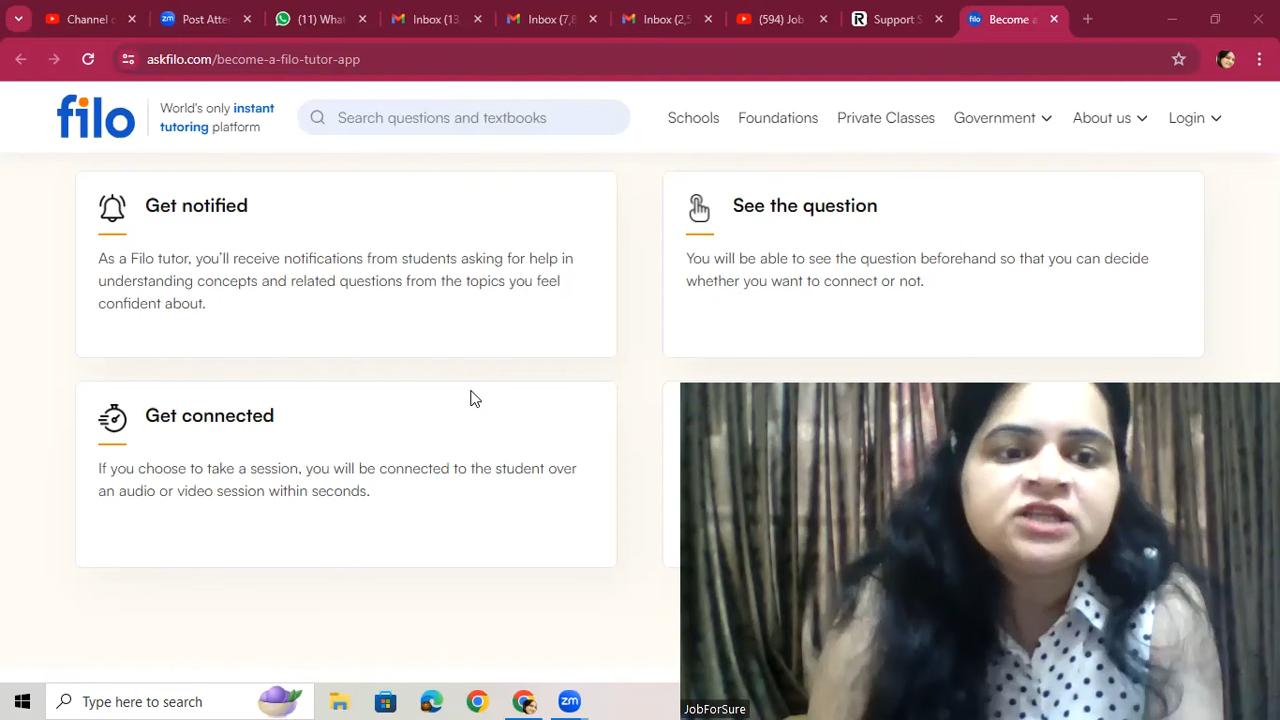 Channel c
Post Atte
(11) Wha
Inbox (13,
Inbox (7,8
Inbox (2,5
(594) Job
Support S
Become a
askfilo.com/become-a-filo-tutor-app
filo
World's only instant
tutoring platform
Search questions and textbooks
Schools
Foundations
Private Classes
Government
About us
Login
Get notified
As a Filo tutor, you'll receive notifications from students asking for help in
understanding concepts and related questions from the topics you feel
confident about.
See the question
You will be able to see the question beforehand so that you can decide
whether you want to connect or not.
Get connected
If you choose to take a session, you will be connected to the student over
an audio or video session within seconds.
Type here to search
zm
JobForSure